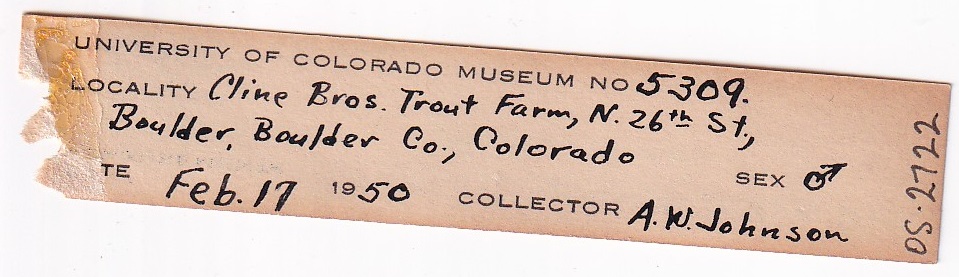 UNIVERSITY OF COLORADO MUSEUM NO 5309.
LOCALITY Cline Bros. Trout Farm, N. 26th St.,
Boulder, Boulder Co., Colorado
SEX ♂
TE Feb. 17 1950 COLLECTOR A.W. Johnson
OS-2722